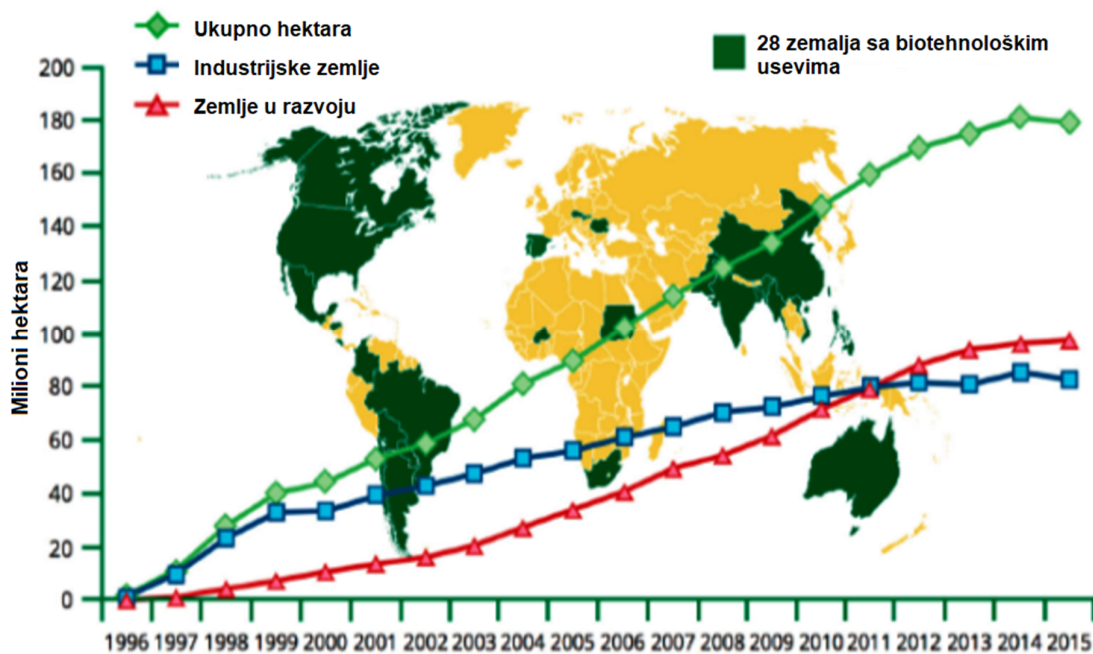 Ukupno hektara
Industrijske zemlje
Zemlje u razvoju
28 zemalja sa biotehnološkim
usevima
Milioni hektara
200
180
160
140
120
100
80
60
40
20
0
1996 1997 1998 1999 2000 2001 2002 2003 2004 2005 2006 2007 2008 2009 2010 2011 2012 2013 2014 2015